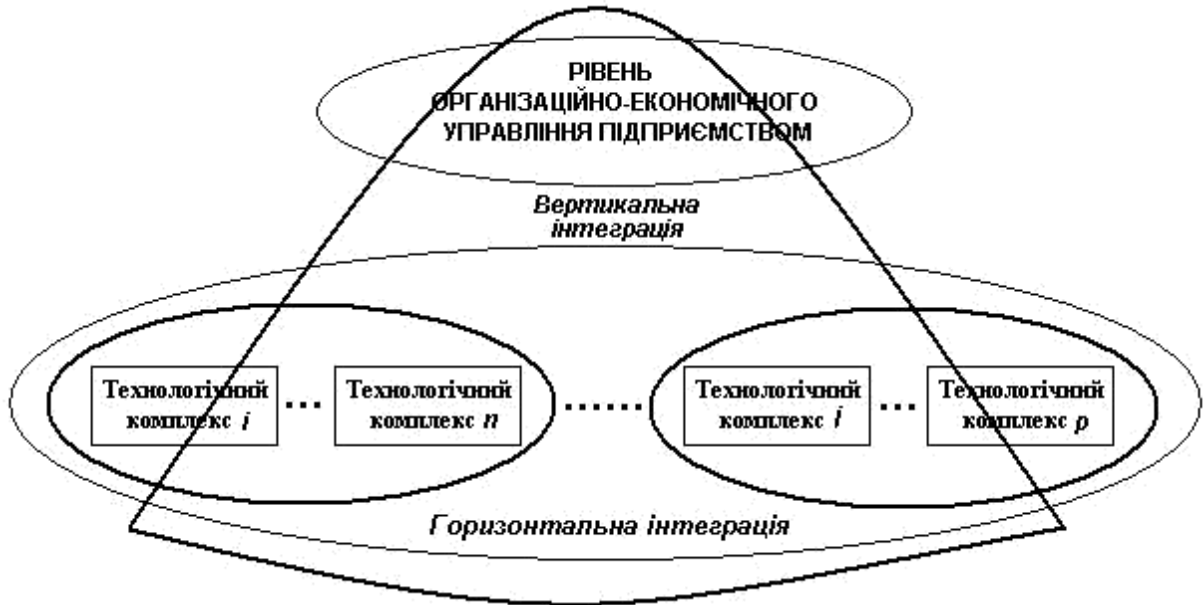 РІВЕНЬ
ОРГАНІЗАЦІЙНО-ЕКОНОМІЧНОГО
УПРАВЛІННЯ ПІДПРИЄМСТВОМ
Вертикальна
інтеграція
Технологічний
комплекс i
...
Технологічний
комплекс n
......
Технологічний
комплекс j
...
Технологічний
комплекс p
Горизонтальна інтеграція